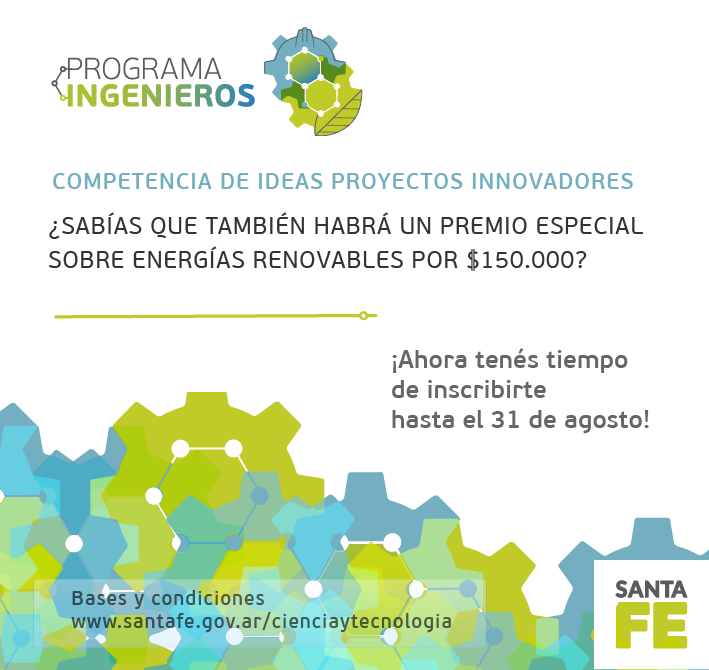 PROGRAMA
INGENIEROS
COMPETENCIA DE IDEAS PROYECTOS INNOVADORES
¿SABÍAS QUE TAMBIÉN HABRÁ UN PREMIO ESPECIAL
SOBRE ENERGÍAS RENOVABLES POR $150.000?
¡Ahora tenés tiempo
de inscribirte
hasta el 31 de agosto!
Bases y condiciones
www.santafe.gov.ar/cienciaytecnologia
SANTA
FE